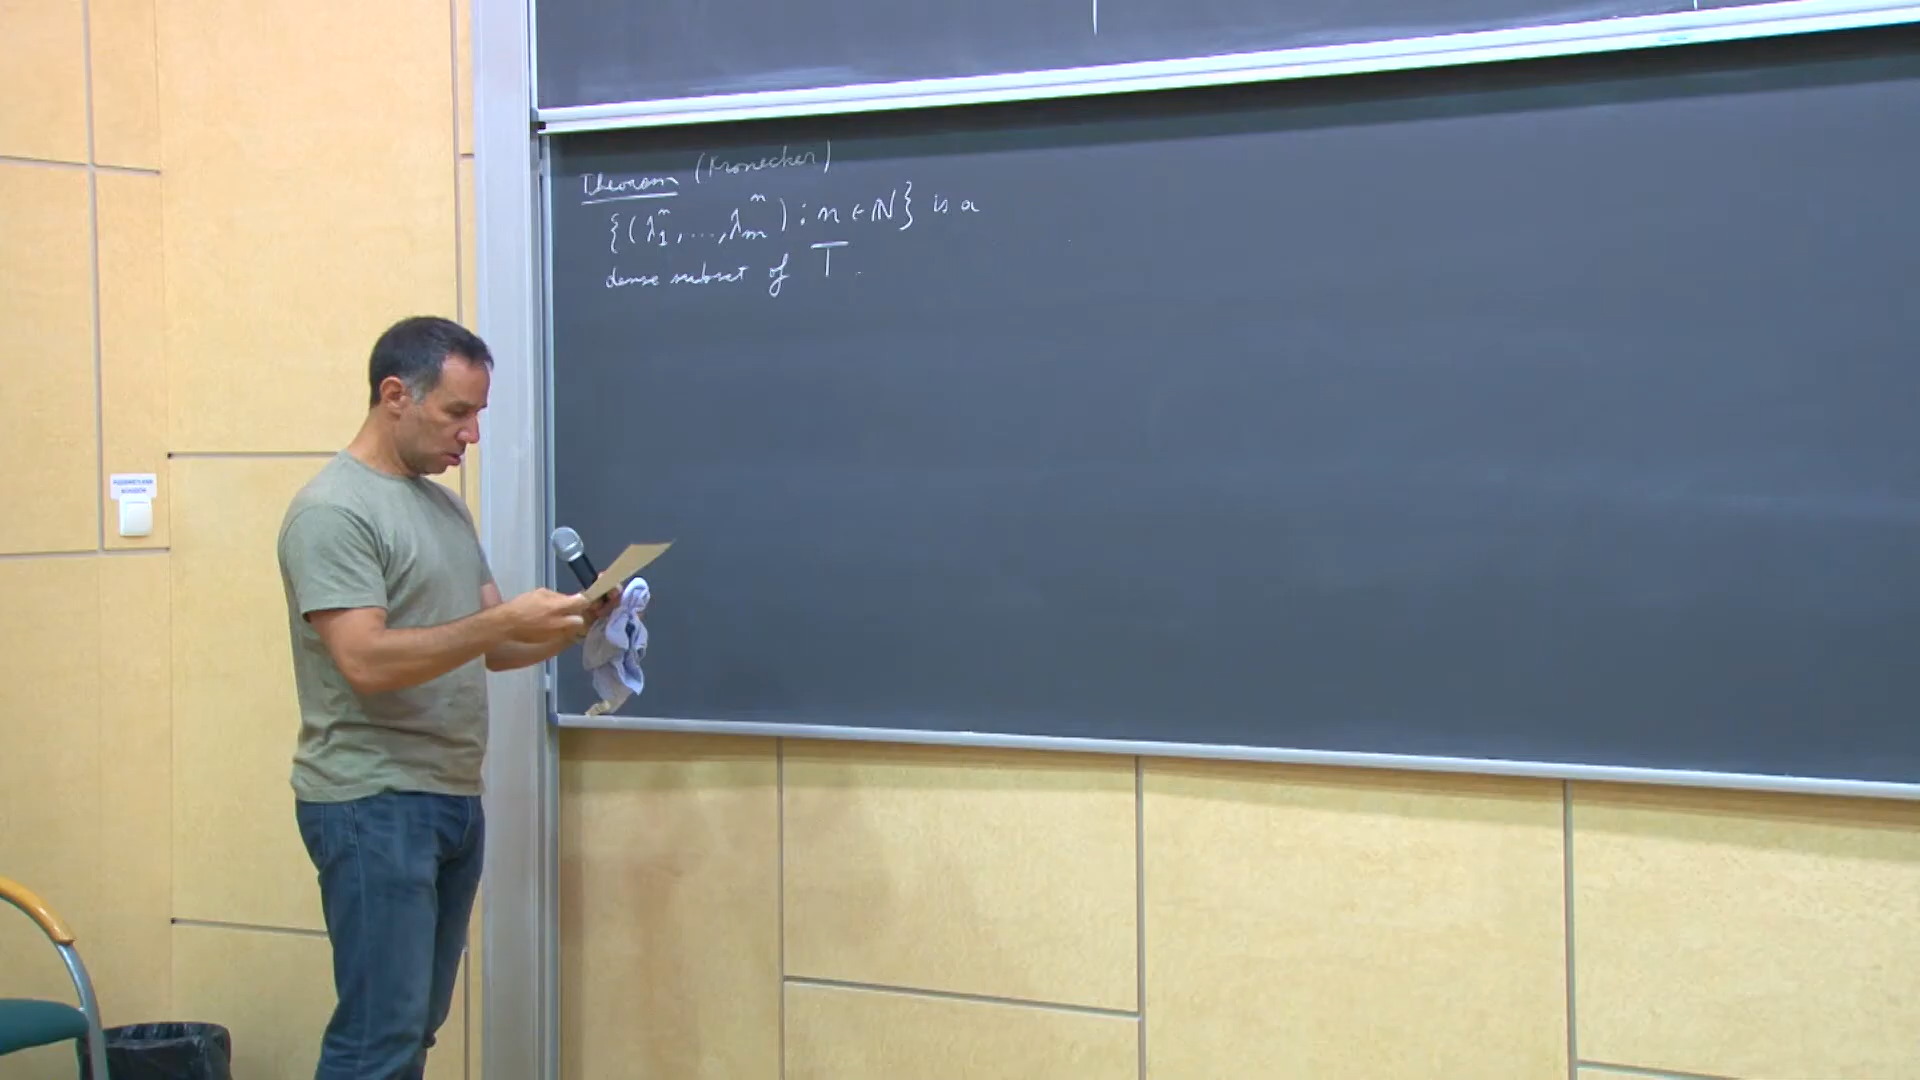 Theorem (Kronecker)
{(λ₁ⁿ, ..., λₘⁿ) : n ∈ ℕ} is a
dense subset of T.